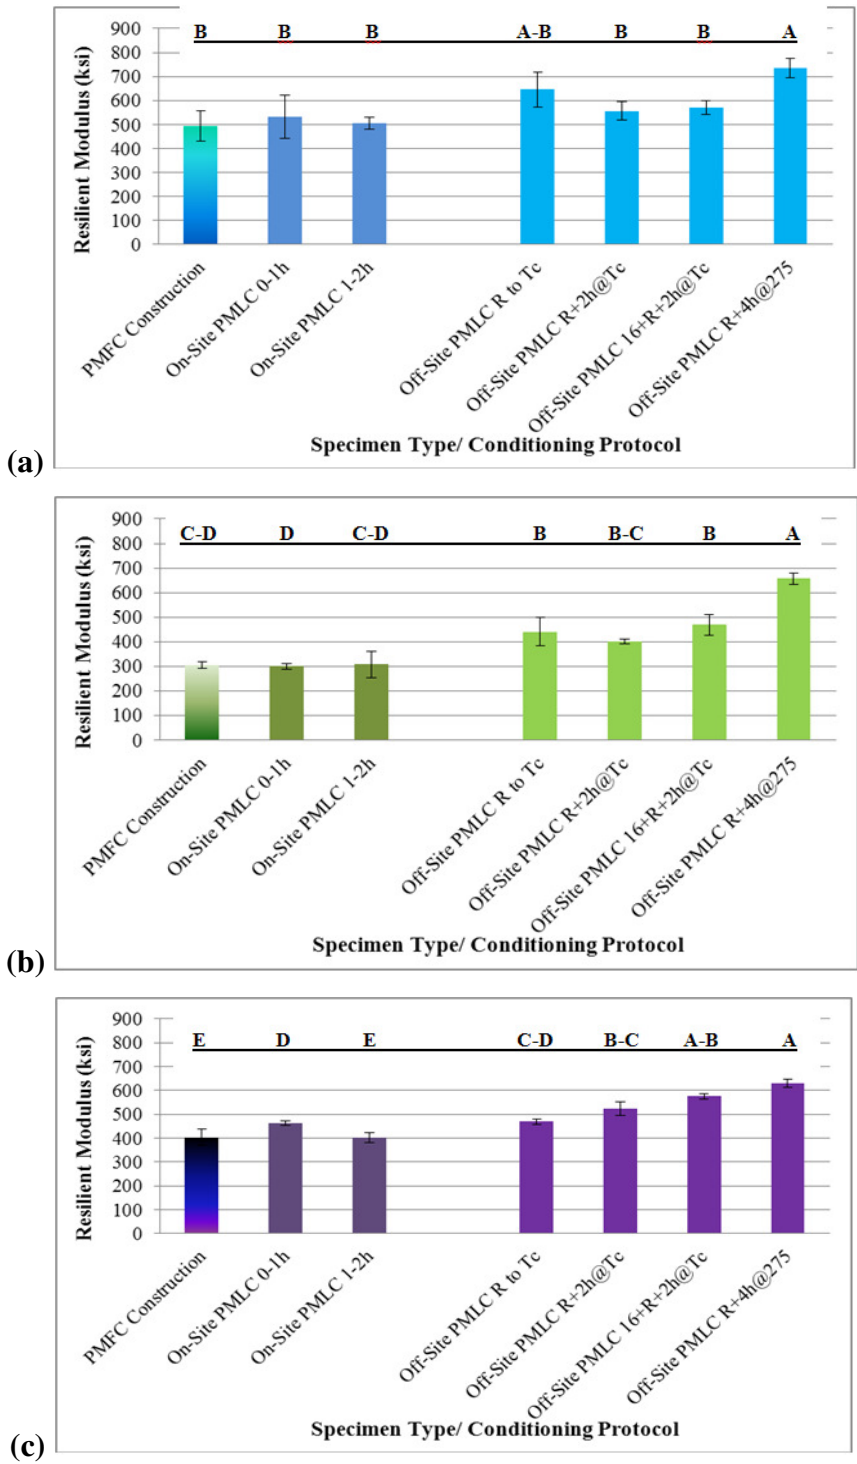 B B B A-B B B A
900
800
700
600
500
400
300
200
100
0
Resilient Modulus (ksi)
PMFC Construction
On-Site PMLC 0-1h
On-Site PMLC 1-2h
Off-Site PMLC R to Tc
Off-Site PMLC R+2h@Tc
Off-Site PMLC 16+R+2h@Tc
Off-Site PMLC R+4h@275
Specimen Type/ Conditioning Protocol
(a)
C-D D C-D B B-C B A
900
800
700
600
500
400
300
200
100
0
Resilient Modulus (ksi)
PMFC Construction
On-Site PMLC 0-1h
On-Site PMLC 1-2h
Off-Site PMLC R to Tc
Off-Site PMLC R+2h@Tc
Off-Site PMLC 16+R+2h@Tc
Off-Site PMLC R+4h@275
Specimen Type/ Conditioning Protocol
(b)
E D E C-D B-C A-B A
900
800
700
600
500
400
300
200
100
0
Resilient Modulus (ksi)
PMFC Construction
On-Site PMLC 0-1h
On-Site PMLC 1-2h
Off-Site PMLC R to Tc
Off-Site PMLC R+2h@Tc
Off-Site PMLC 16+R+2h@Tc
Off-Site PMLC R+4h@275
Specimen Type/ Conditioning Protocol
(c)